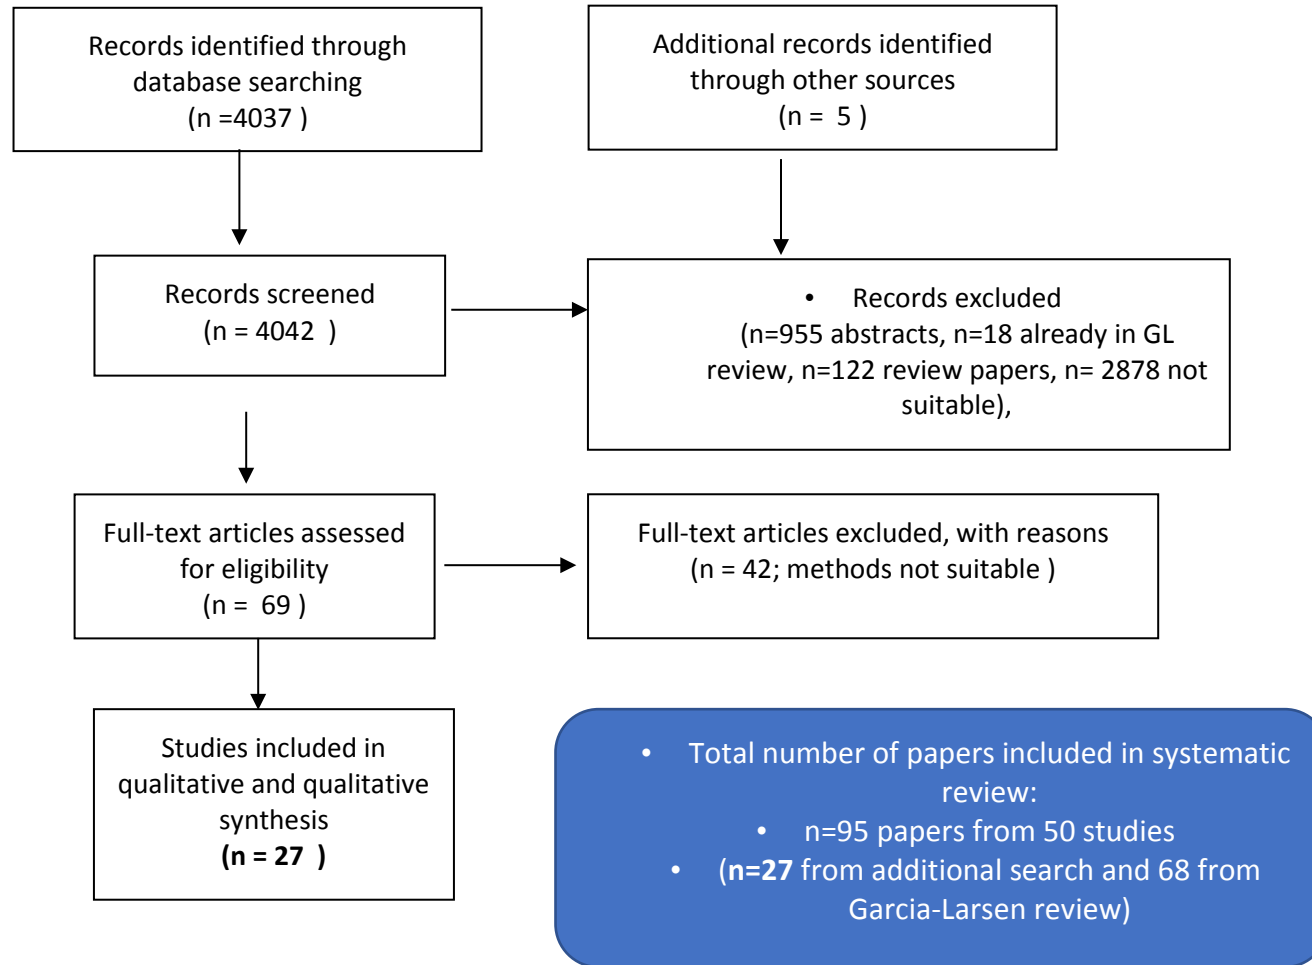 Records identified through
database searching
(n =4037 )
Additional records identified
through other sources
(n =  5 )
Records screened
(n = 4042  )
• Records excluded
(n=955 abstracts, n=18 already in GL
review, n=122 review papers, n= 2878 not
suitable),
Full-text articles assessed
for eligibility
(n =  69 )
Full-text articles excluded, with reasons
(n = 42; methods not suitable )
Studies included in
qualitative and qualitative
synthesis
(n = 27  )
• Total number of papers included in systematic
review:
• n=95 papers from 50 studies
• (n=27 from additional search and 68 from
Garcia-Larsen review)